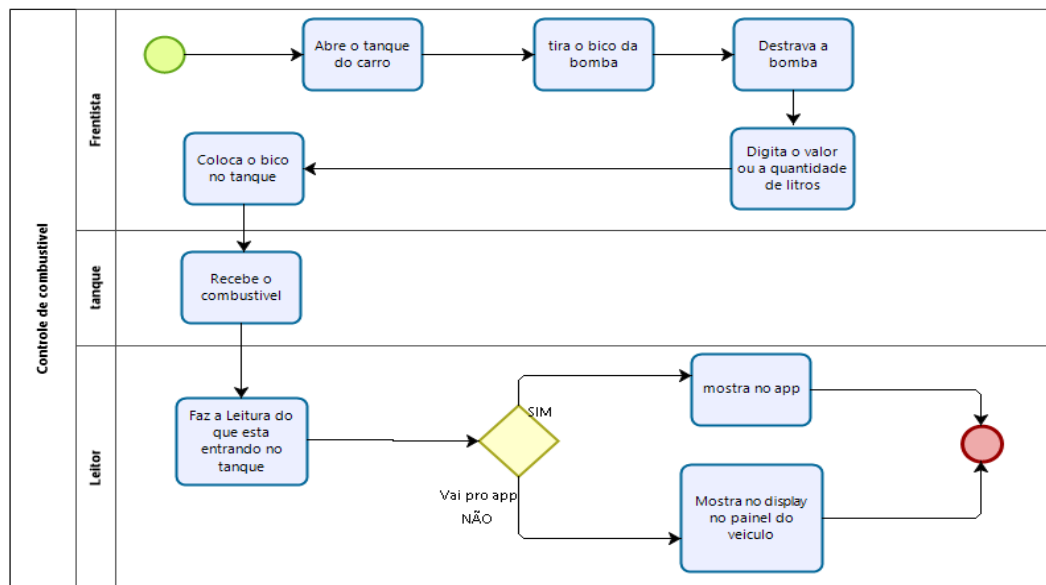 Controle de combustivel
Frentista
Abre o tanque
do carro
tira o bico da
bomba
Destrava a
bomba
Digita o valor
ou a quantidade
de litros
Coloca o bico
no tanque
tanque
Recebe o
combustivel
Leitor
Faz a Leitura do
que esta
entrando no
tanque
Vai pro app
SIM
mostra no app
NÃO
Mostra no display
no painel do
veiculo